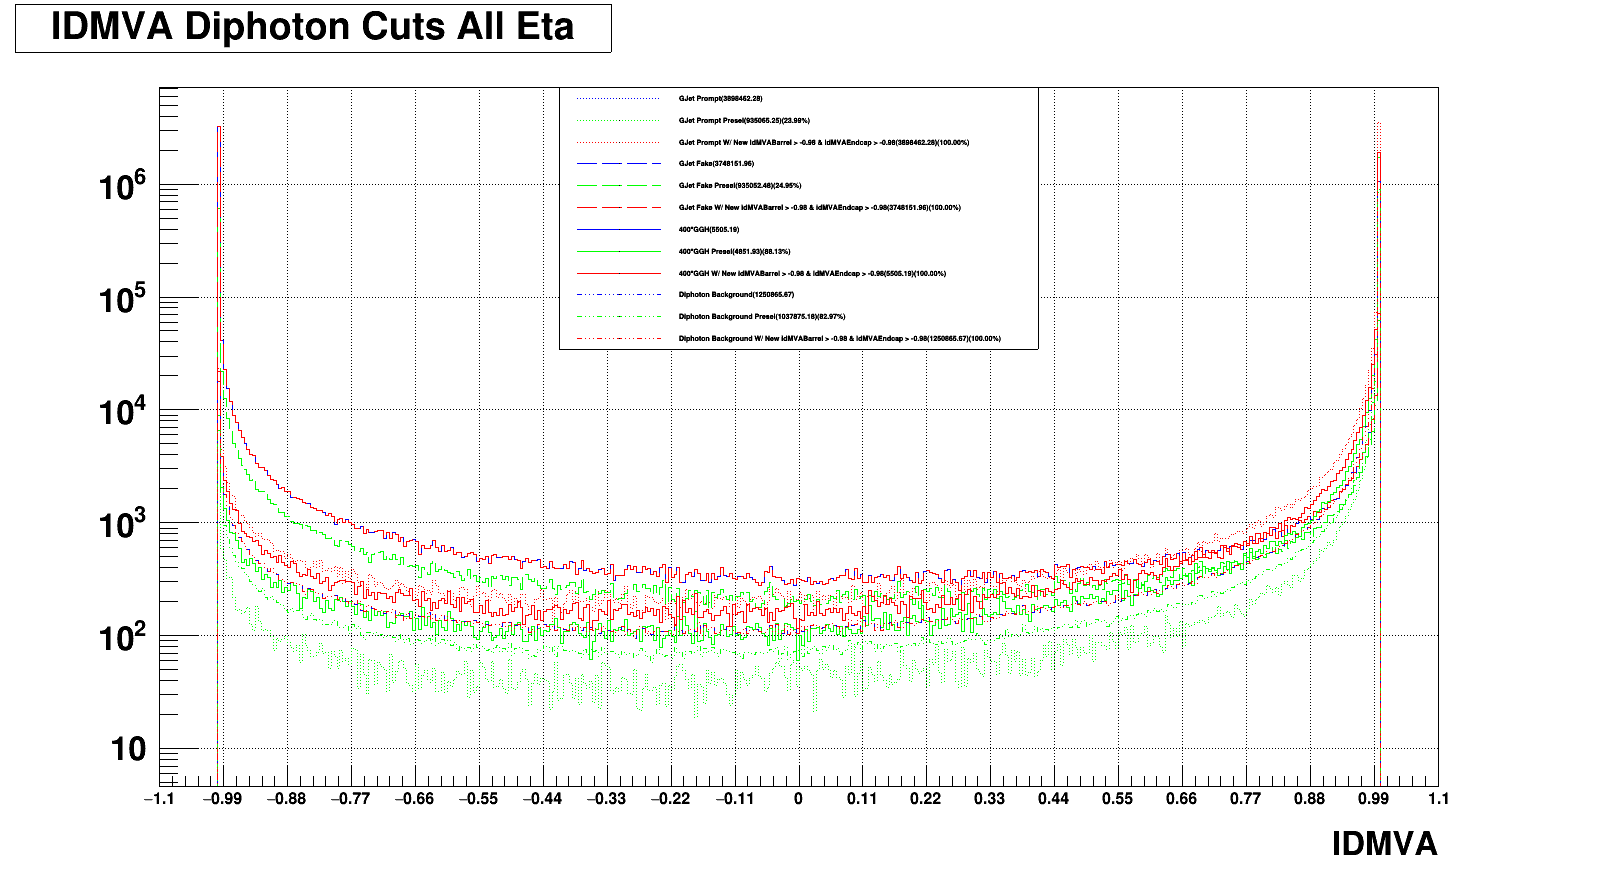 IDMVA Diphoton Cuts All Eta
GJet Prompt(3898462.28)
GJet Prompt Presel(935065.25)(23.99%)
GJet Prompt W/ New IdMVABarrel > -0.98 & IdMVAEndcap > -0.98(3898462.28)(100.00%)
GJet Fake(3748151.96)
GJet Fake Presel(935052.48)(24.95%)
GJet Fake W/ New IdMVABarrel > -0.98 & IdMVAEndcap > -0.98(3748151.96)(100.00%)
400*GGH(5505.19)
400*GGH Presel(4851.93)(88.13%)
400*GGH W/ New IdMVABarrel > -0.98 & IdMVAEndcap > -0.98(5505.19)(100.00%)
Diphoton Background(1250865.67)
Diphoton Background Presel(1037875.18)(82.97%)
Diphoton Background W/ New IdMVABarrel > -0.98 & IdMVAEndcap > -0.98(1250865.67)(100.00%)
10⁶
10⁵
10⁴
10³
10²
10
−1.1 −0.99 −0.88 −0.77 −0.66 −0.55 −0.44 −0.33 −0.22 −0.11 0 0.11 0.22 0.33 0.44 0.55 0.66 0.77 0.88 0.99 1.1
IDMVA